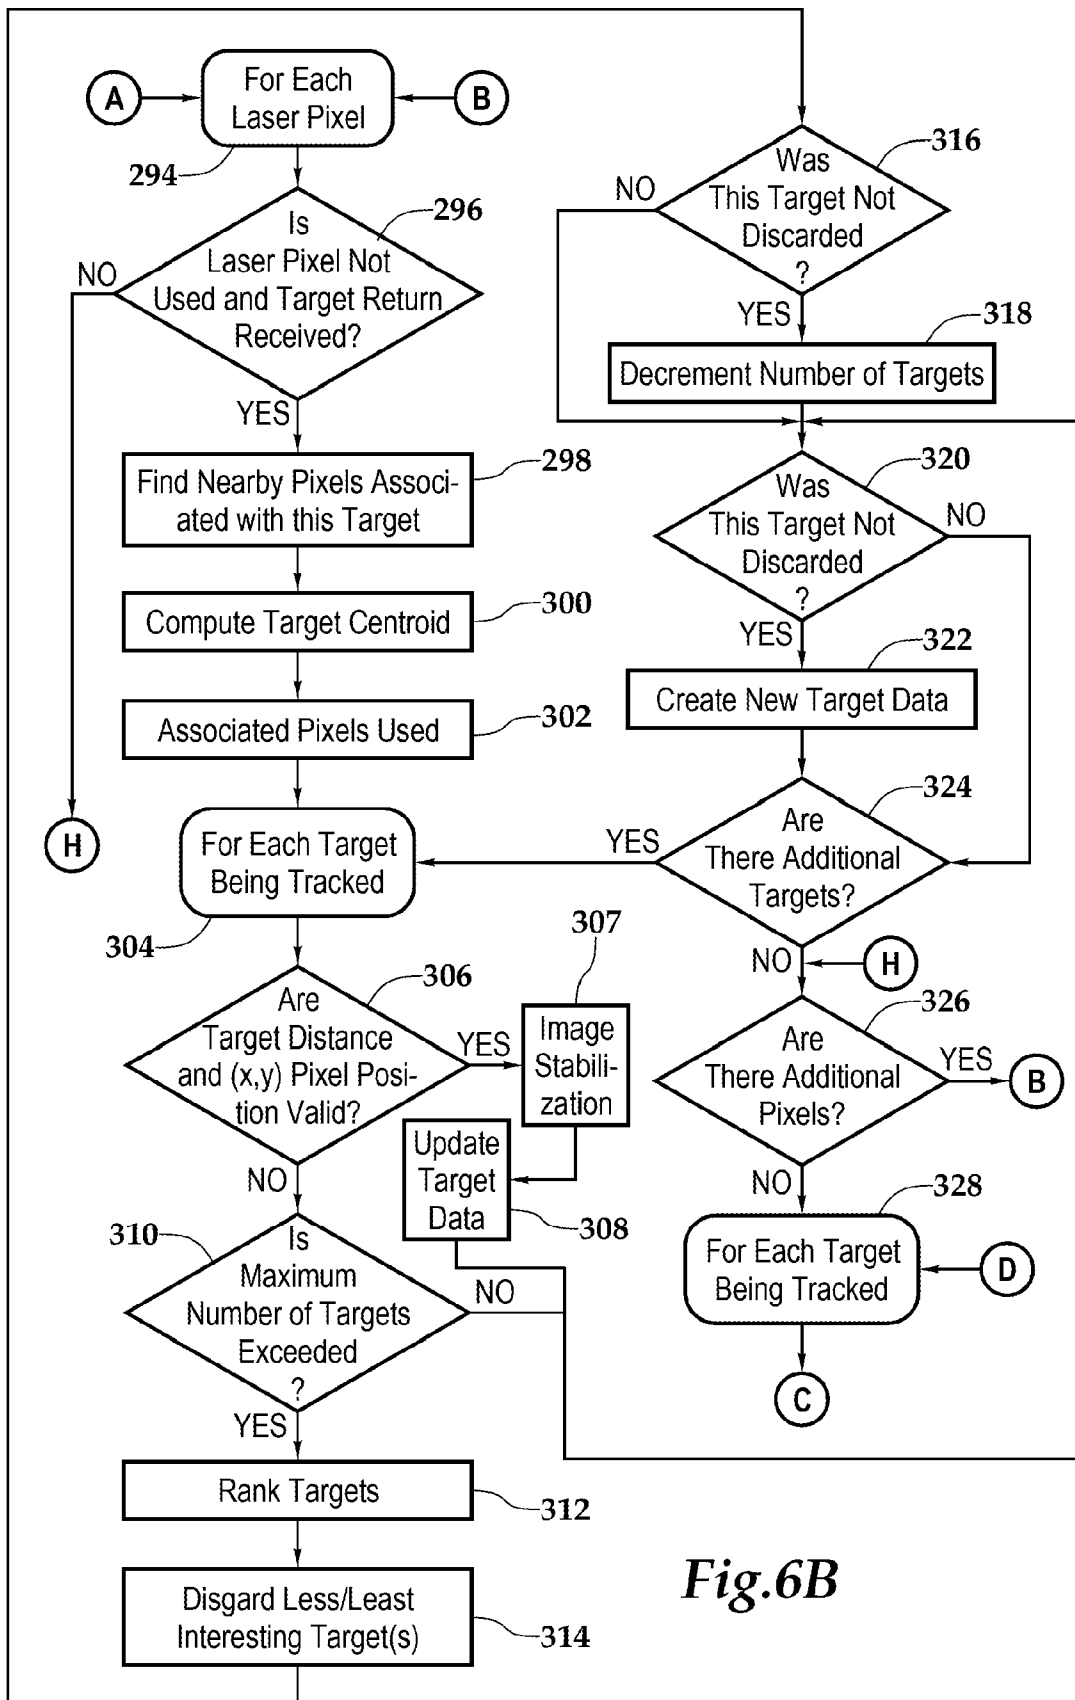 A
For Each
Laser Pixel
B
294
Is
Laser Pixel Not
Used and Target Return
Received?
296
NO
YES
H
Find Nearby Pixels Associ-
ated with this Target
298
Compute Target Centroid
300
Associated Pixels Used
302
For Each Target
Being Tracked
304
Are
Target Distance
and (x,y) Pixel Posi-
tion Valid?
306
YES
NO
307
Image
Stabili-
zation
Update
Target
Data
308
310
Is
Maximum
Number of Targets
Exceeded
?
NO
YES
Rank Targets
312
Disgard Less/Least
Interesting Target(s)
314
Was
This Target Not
Discarded
?
316
NO
YES
318
Decrement Number of Targets
Was
This Target Not
Discarded
?
320
NO
YES
322
Create New Target Data
Are
There Additional
Targets?
324
YES
NO
H
Are
There Additional
Pixels?
326
YES
B
NO
328
For Each Target
Being Tracked
D
C
Fig.6B